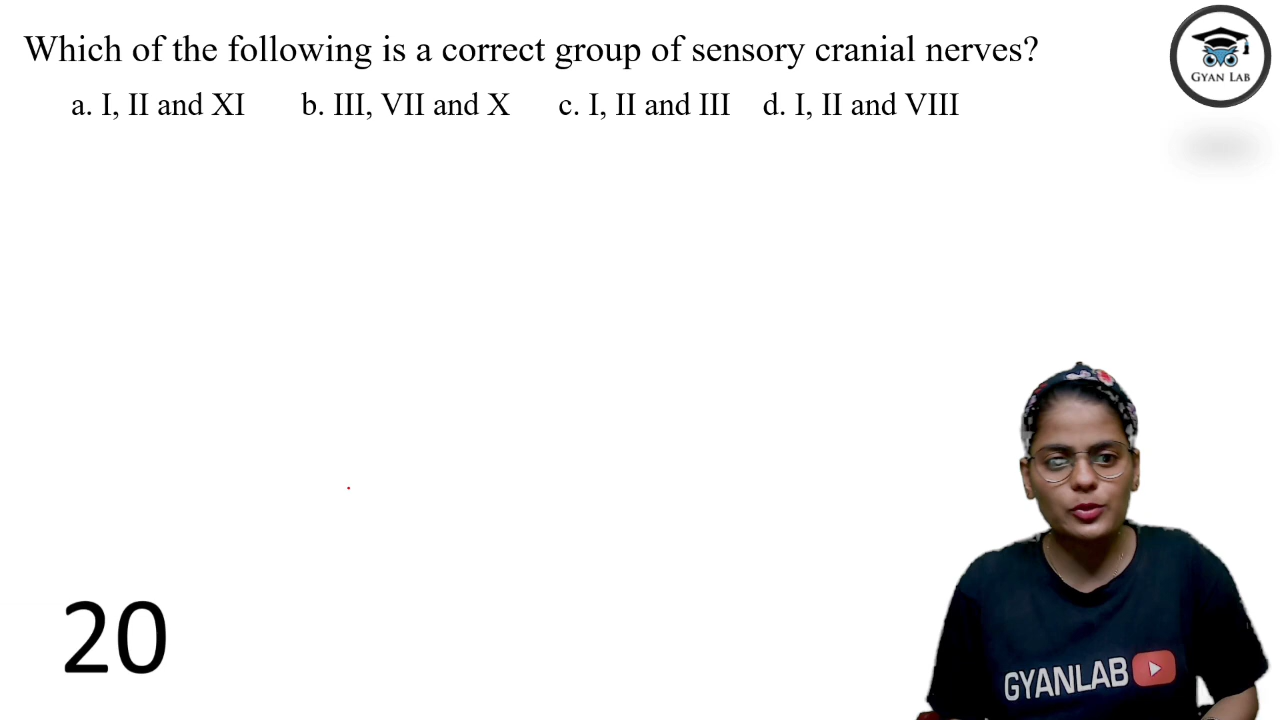 Which of the following is a correct group of sensory cranial nerves?
a. I, II and XI b. III, VII and X c. I, II and III d. I, II and VIII
GYAN LAB
20
GYANLAB